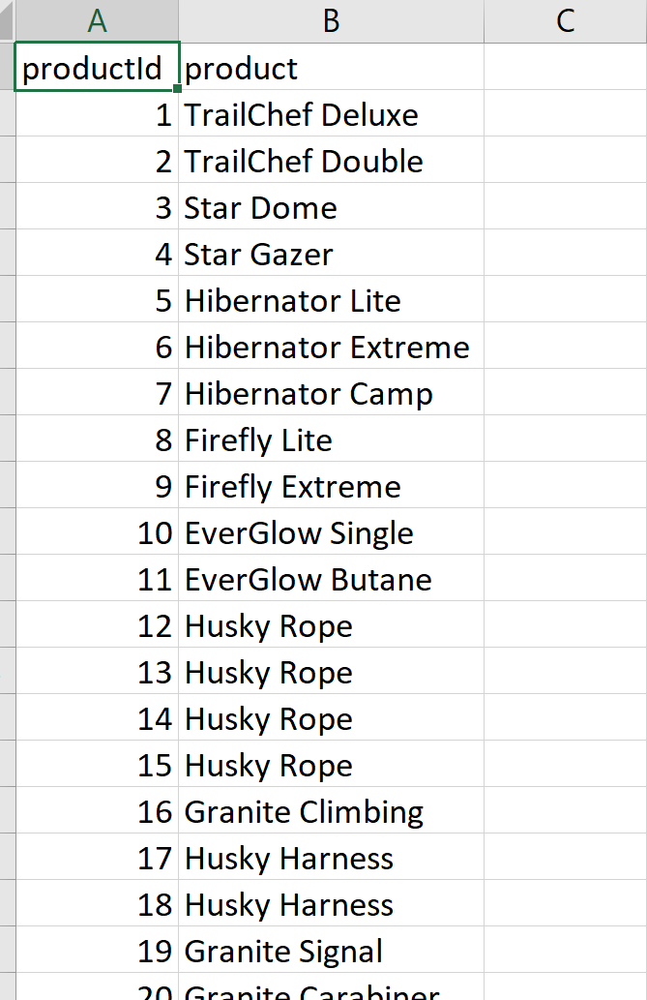 A B C
productId product
1 TrailChef Deluxe
2 TrailChef Double
3 Star Dome
4 Star Gazer
5 Hibernator Lite
6 Hibernator Extreme
7 Hibernator Camp
8 Firefly Lite
9 Firefly Extreme
10 EverGlow Single
11 EverGlow Butane
12 Husky Rope
13 Husky Rope
14 Husky Rope
15 Husky Rope
16 Granite Climbing
17 Husky Harness
18 Husky Harness
19 Granite Signal
20 Granite Carabiner